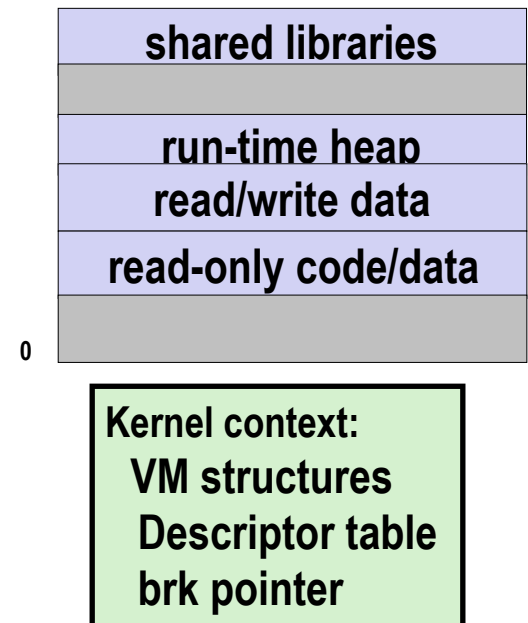 shared libraries
run-time heap
read/write data
read-only code/data
0
Kernel context:
VM structures
Descriptor table
brk pointer